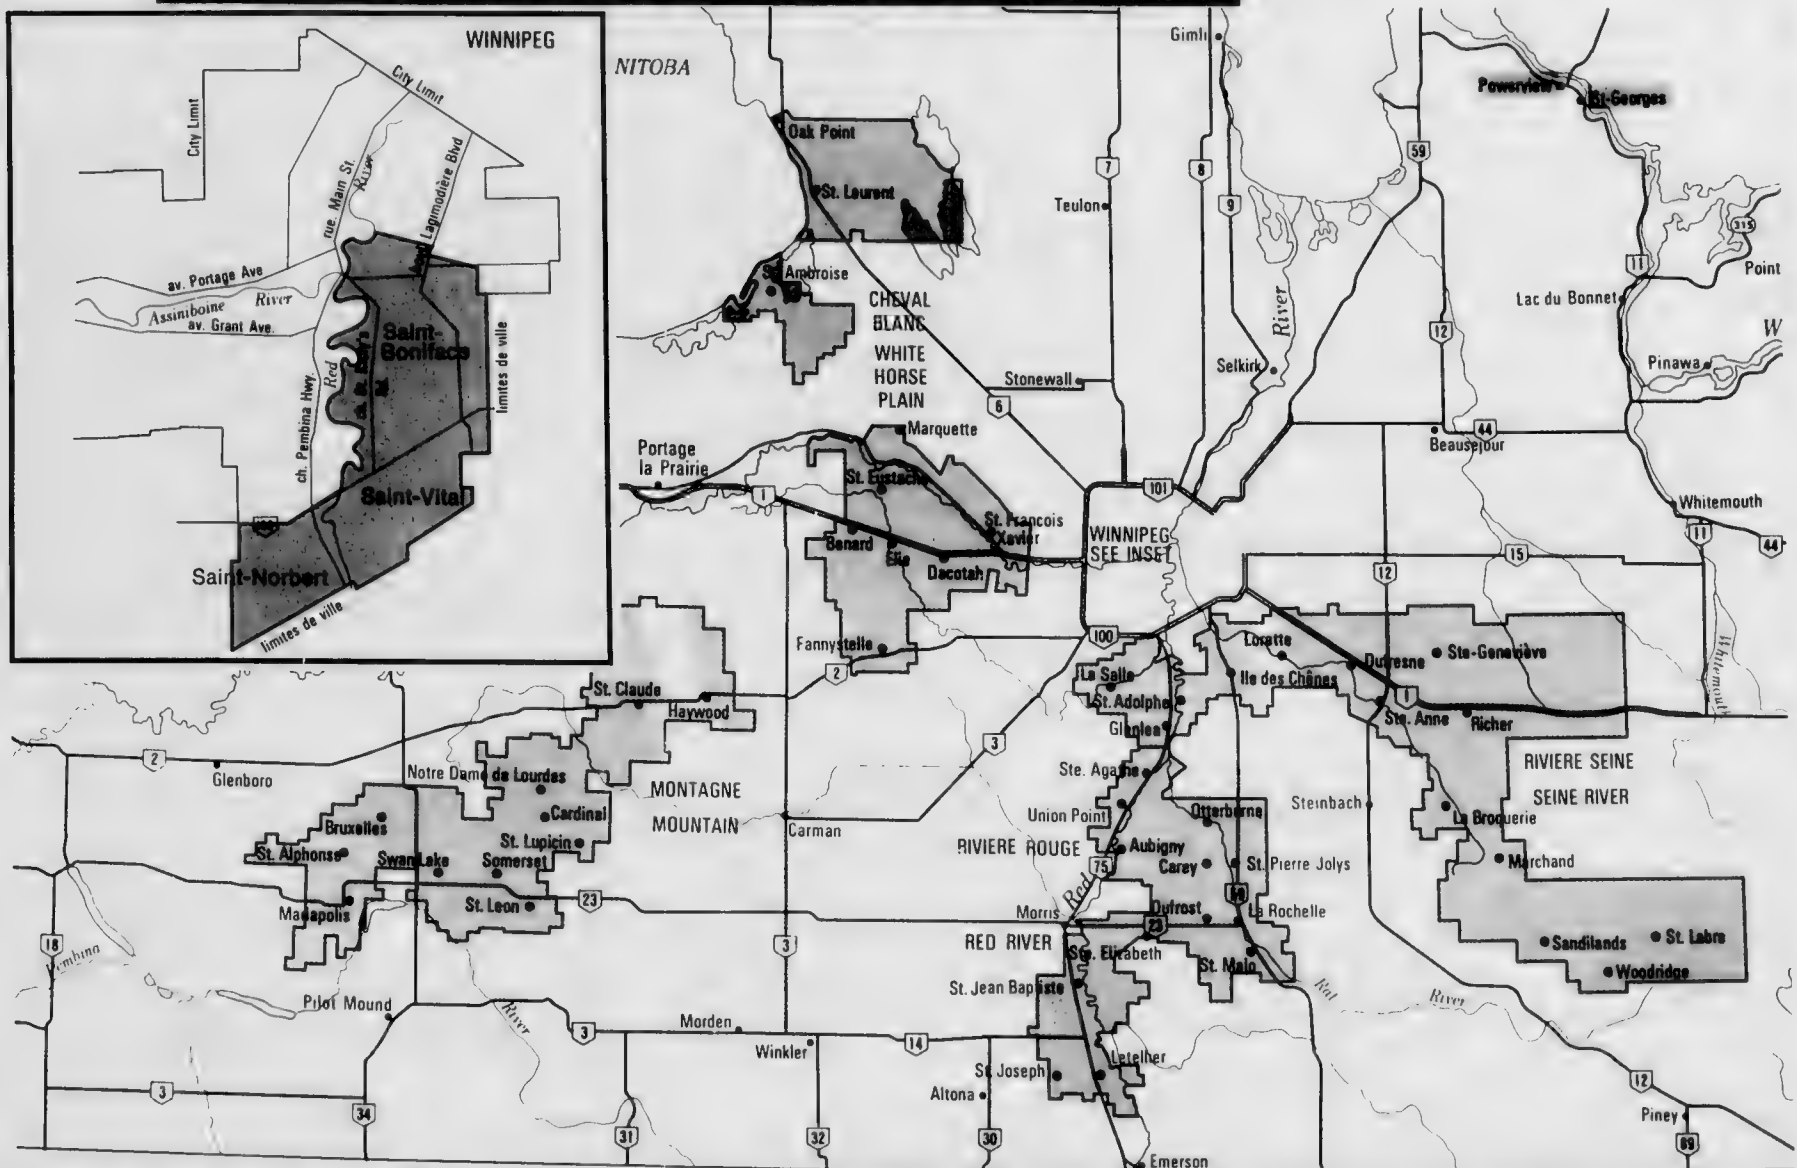 WINNIPEG
City Limit
City Limit
rue. Main St.
River
Lagimodière Blvd
av. Portage Ave
Assiniboine River
av. Grant Ave.
ch. Pembina Hwy.
Red
Rd.
Saint-
Boniface
limites de ville
Saint-Vital
100
Saint-Norbert
limites de ville
NITOBA
Gimli
Powerview
St-Georges
Oak Point
St. Laurent
St. Ambroise
Teulon
7
8
9
59
315
11
Point
Lac du Bonnet
W
Pinawa
12
CHEVAL
BLANC
WHITE
HORSE
PLAIN
Stonewall
6
Selkirk
River
Marquette
44
Beausejour
Portage
la Prairie
1
St. Eustache
101
Whitemouth
11
44
St. Francois
Xavier
WINNIPEG
SEE INSET
Benard
Elie
Dacotah
15
12
Whitemouth
Fannystelle
2
100
La Salle
St. Adolphe
Glenlea
Lorette
Dufresne
Ste-Geneviève
Ile des Chênes
1
Ste. Anne
Richer
St. Claude
Haywood
2
Glenboro
3
Notre Dame de Lourdes
Cardinal
MONTAGNE
MOUNTAIN
Carman
Ste. Agathe
Union Point
Otterburne
Steinbach
RIVIERE SEINE
SEINE RIVER
La Broquerie
Marchand
Bruxelles
St. Alphonse
Swan Lake
Somerset
St. Lupicin
RIVIERE ROUGE
Aubigny
Carey
St. Pierre Jolys
75
Red
59
Mariapolis
St. Leon
23
Morris
Dufrost
La Rochelle
23
RED RIVER
Ste. Elizabeth
St. Malo
Sandilands
St. Labre
Woodridge
18
Pembina
3
St. Jean Baptiste
Rat
River
Pilot Mound
River
3
Morden
Winkler
14
Letellier
St. Joseph
Altona
3
34
31
32
30
12
Piney
89
Emerson